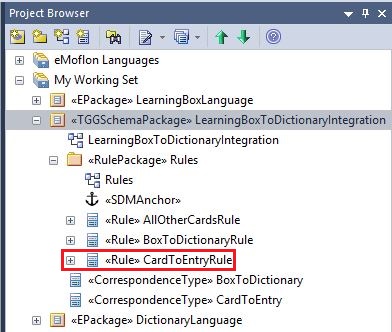 Project Browser
eMoflon Languages
My Working Set
«EPackage» LearningBoxLanguage
«TGGSchemaPackage» LearningBoxToDictionaryIntegration
LearningBoxToDictionaryIntegration
«RulePackage» Rules
Rules
«SDMAnchor»
«Rule» AllOtherCardsRule
«Rule» BoxToDictionaryRule
«Rule» CardToEntryRule
«CorrespondenceType» BoxToDictionary
«CorrespondenceType» CardToEntry
«EPackage» DictionaryLanguage